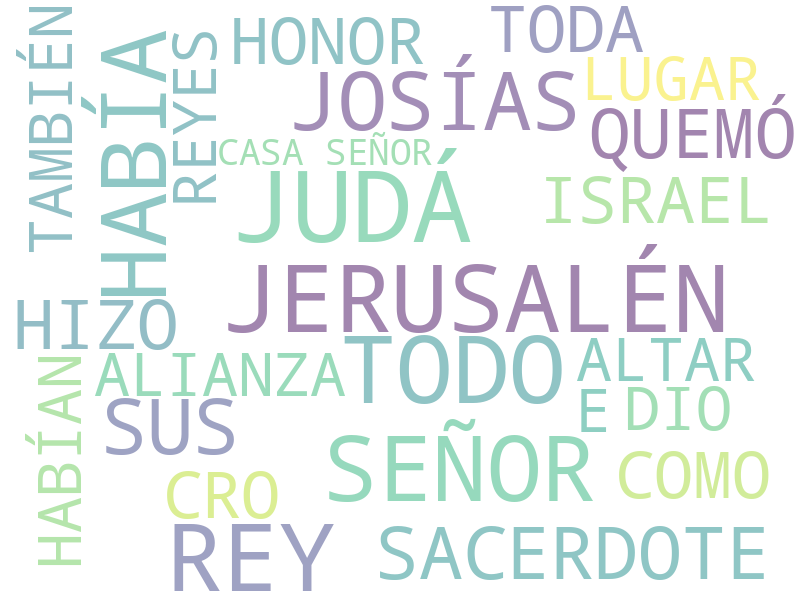 TAMBIÉN
HABÍA
REYES
HONOR
TODA
JOSÍAS
LUGAR
QUEMÓ
CASA SEÑOR
JUDÁ
ISRAEL
JERUSALÉN
HIZO
TODO
ALTAR
ALIANZA
HABÍAN
E
DIO
SUS
SEÑOR
COMO
CRO
REY
SACERDOTE